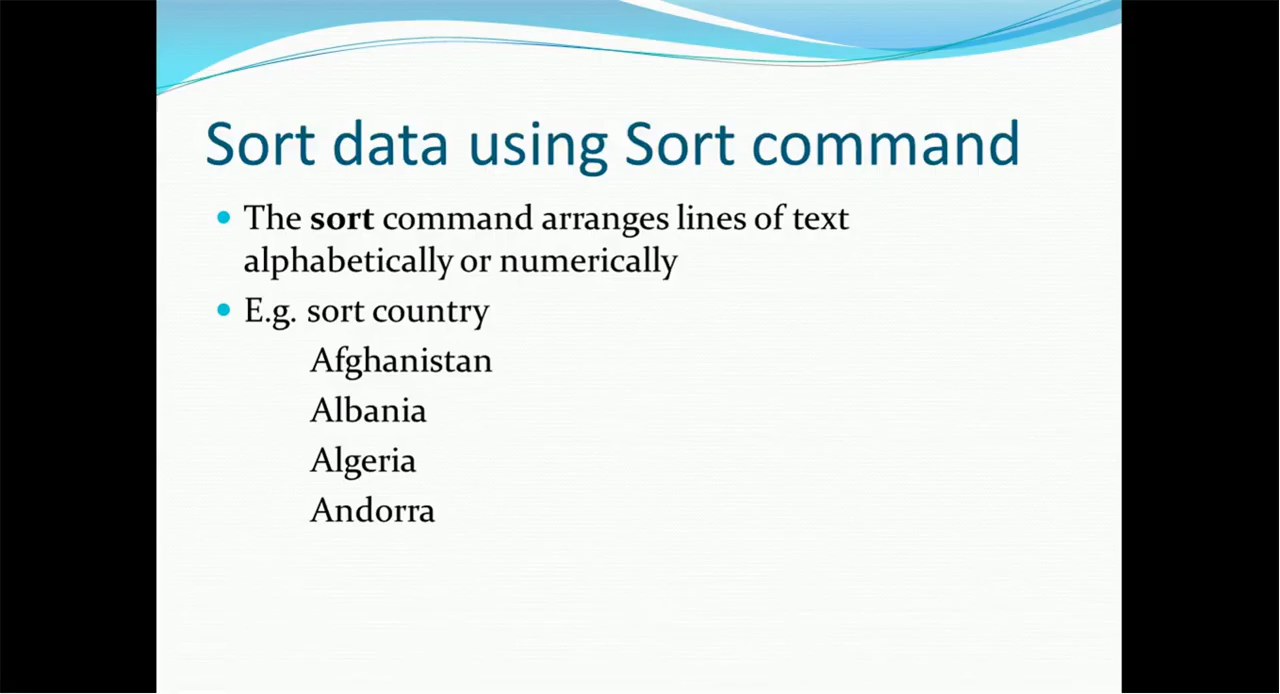 Sort data using Sort command
• The sort command arranges lines of text
alphabetically or numerically
• E.g. sort country
Afghanistan
Albania
Algeria
Andorra